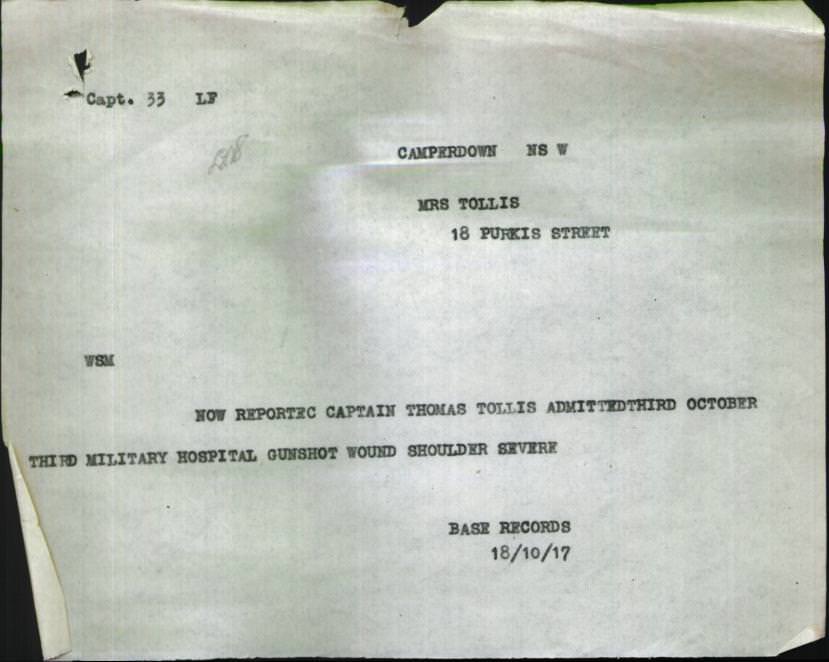 Capt. 33 LF
CAMPERDOWN NS W
MRS TOLLIS
18 PURKIS STREET
WSM
NOW REPORTEC CAPTAIN THOMAS TOLLIS ADMITTEDTHIRD OCTOBER
THIRD MILITARY HOSPITAL GUNSHOT WOUND SHOULDER SEVERE
BASE RECORDS
18/10/17